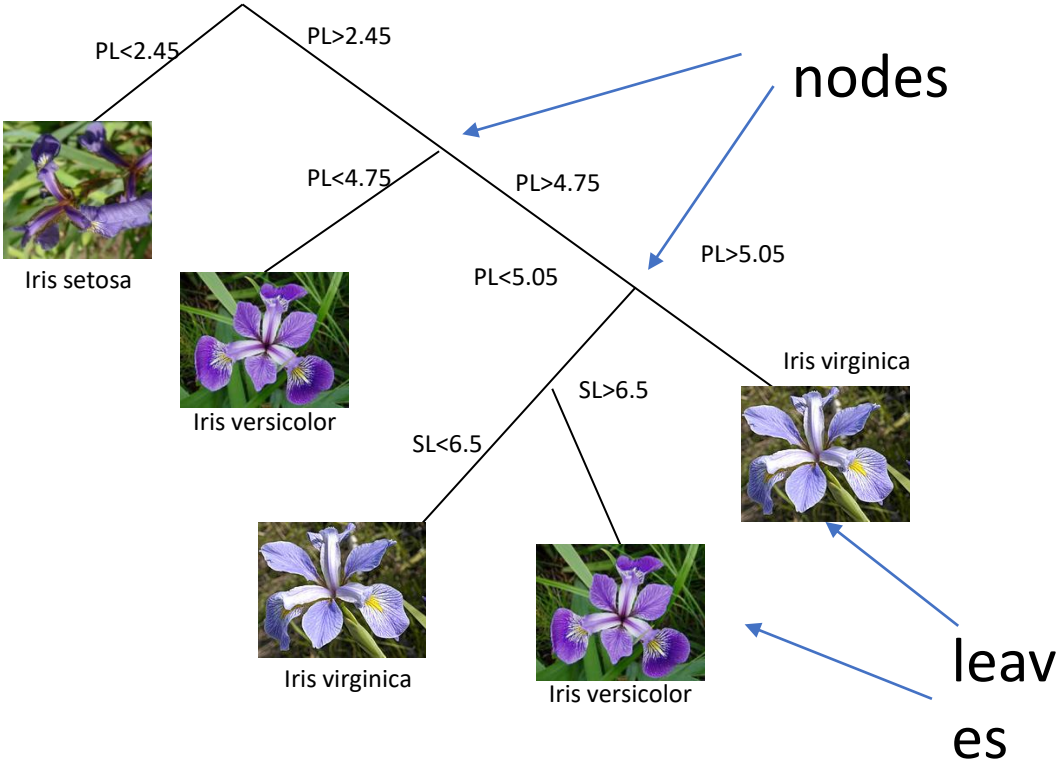 PL<2.45
PL>2.45
nodes
PL<4.75
PL>4.75
PL<5.05
PL>5.05
Iris setosa
Iris virginica
SL>6.5
Iris versicolor
SL<6.5
leav
es
Iris virginica
Iris versicolor